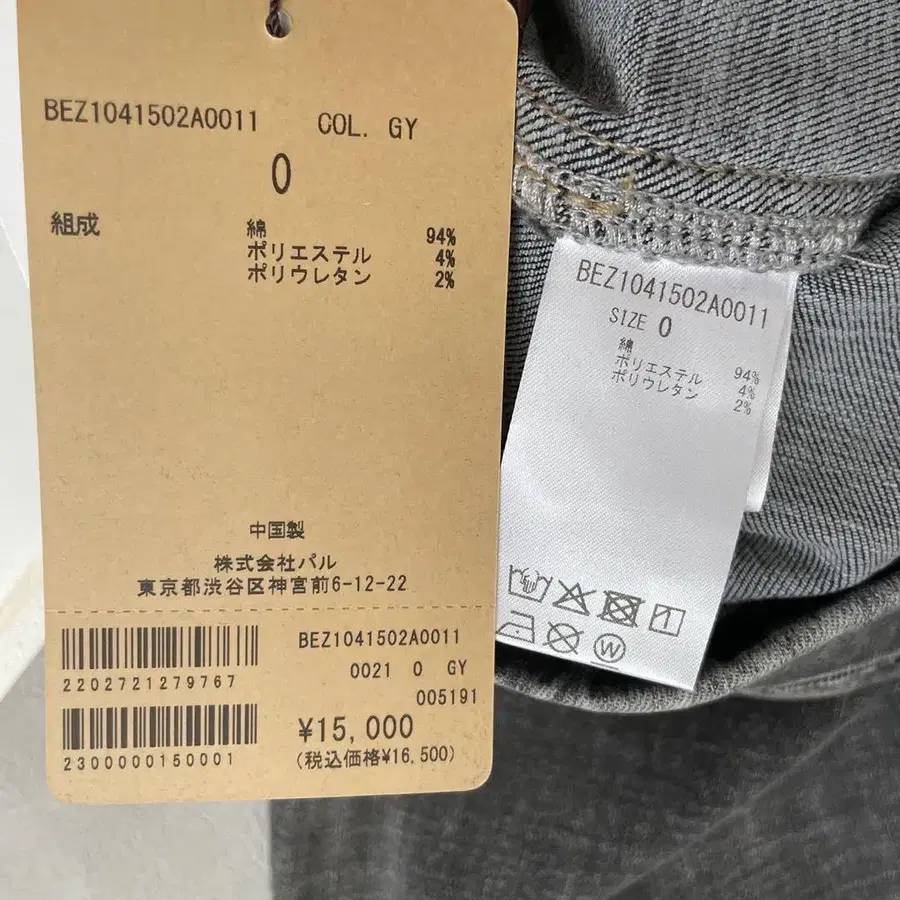 BEZ1041502A0011 COL. GY
0
組成 綿 94%
ポリエステル 4%
ポリウレタン 2%
中国製
株式会社パル
東京都渋谷区神宮前6-12-22
BEZ1041502A0011
0021 0 GY
005191
2202721279767
¥15,000
(税込価格¥16,500)
2300000150001
BEZ1041502A0011
SIZE 0
綿 94%
ポリエステル 4%
ポリウレタン 2%
W